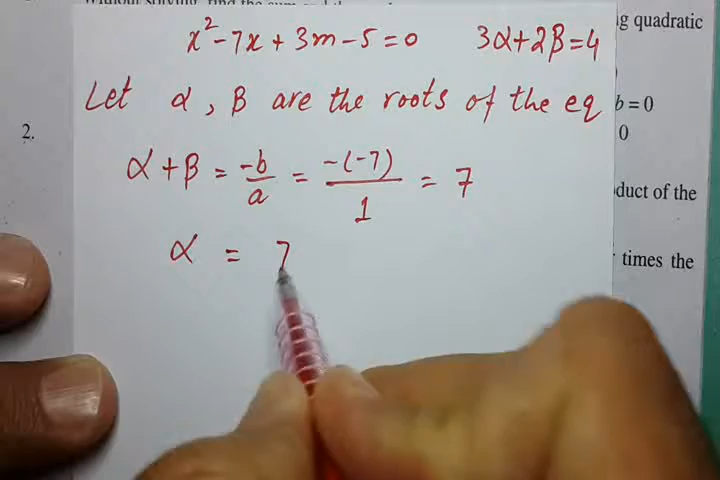 x² - 7x + 3m - 5 = 0 3α + 2β = 4
Let α, β are the roots of the eq
α + β = -b/a = -(-7)/1 = 7
α = 7
2.
g quadratic
b = 0
0
duct of the
times the